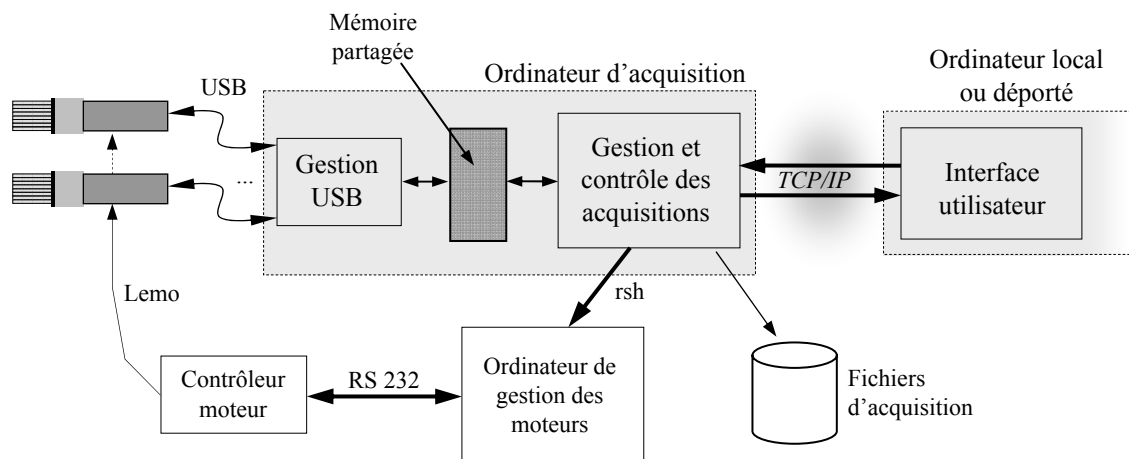 Mémoire
partagée
Ordinateur d’acquisition
Ordinateur local
ou déporté
USB
Gestion
USB
...
Gestion et
contrôle des
acquisitions
TCP/IP
Interface
utilisateur
Lemo
rsh
Contrôleur
moteur
RS 232
Ordinateur de
gestion des
moteurs
Fichiers
d’acquisition